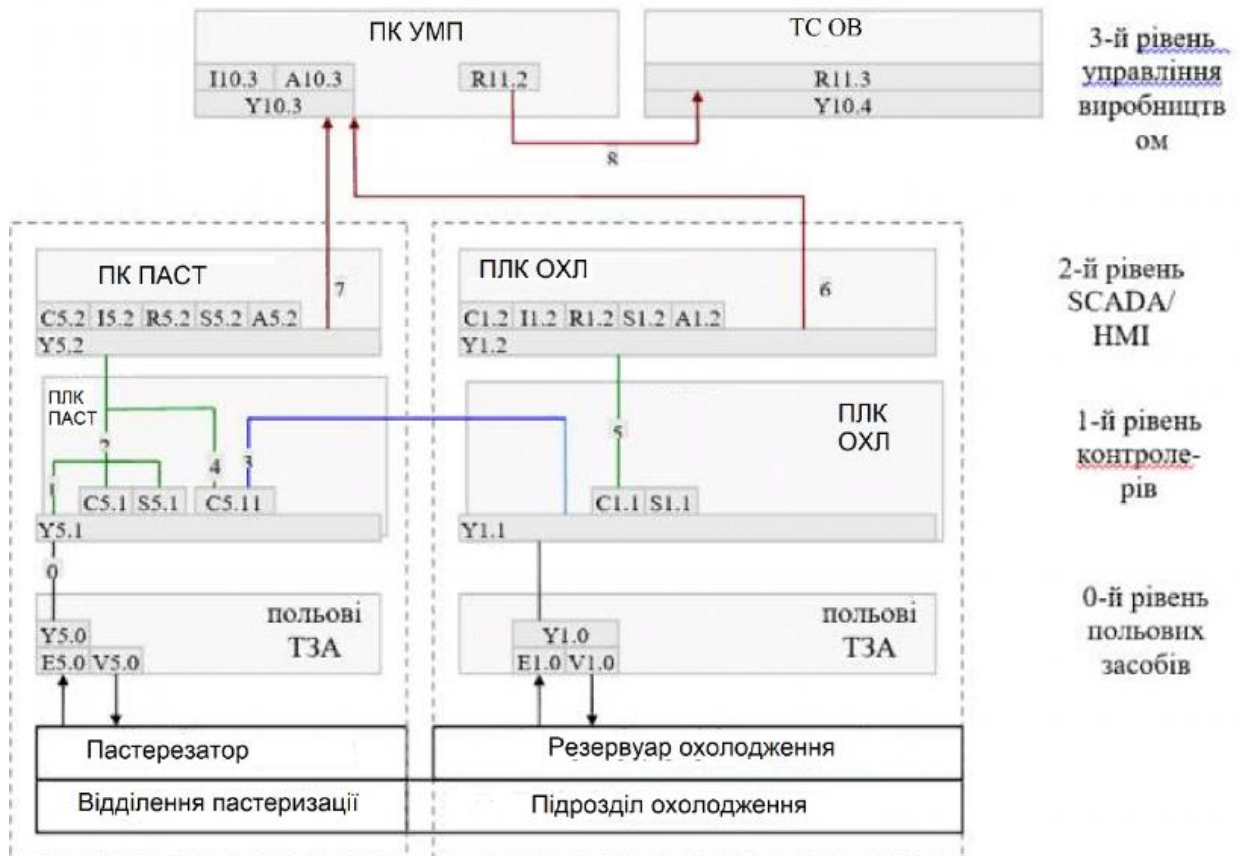 ПК УМП
ТС ОВ
I10.3 A10.3
R11.2
Y10.3
R11.3
Y10.4
8
3-й рівень
управління
виробництв
ом
ПК ПАСТ
7
C5.2 I5.2 R5.2 S5.2 A5.2
Y5.2
ПЛК ОХЛ
6
C1.2 I1.2 R1.2 S1.2 A1.2
Y1.2
2-й рівень
SCADA/
HMI
ПЛК
ПАСТ
2
1
4
3
C5.1 S5.1
C5.11
Y5.1
ПЛК
ОХЛ
5
C1.1 S1.1
Y1.1
1-й рівень
контроле-
рів
0
польові
ТЗА
Y5.0
E5.0 V5.0
польові
ТЗА
Y1.0
E1.0 V1.0
0-й рівень
польових
засобів
Пастерезатор
Резервуар охолодження
Відділення пастеризації
Підрозділ охолодження